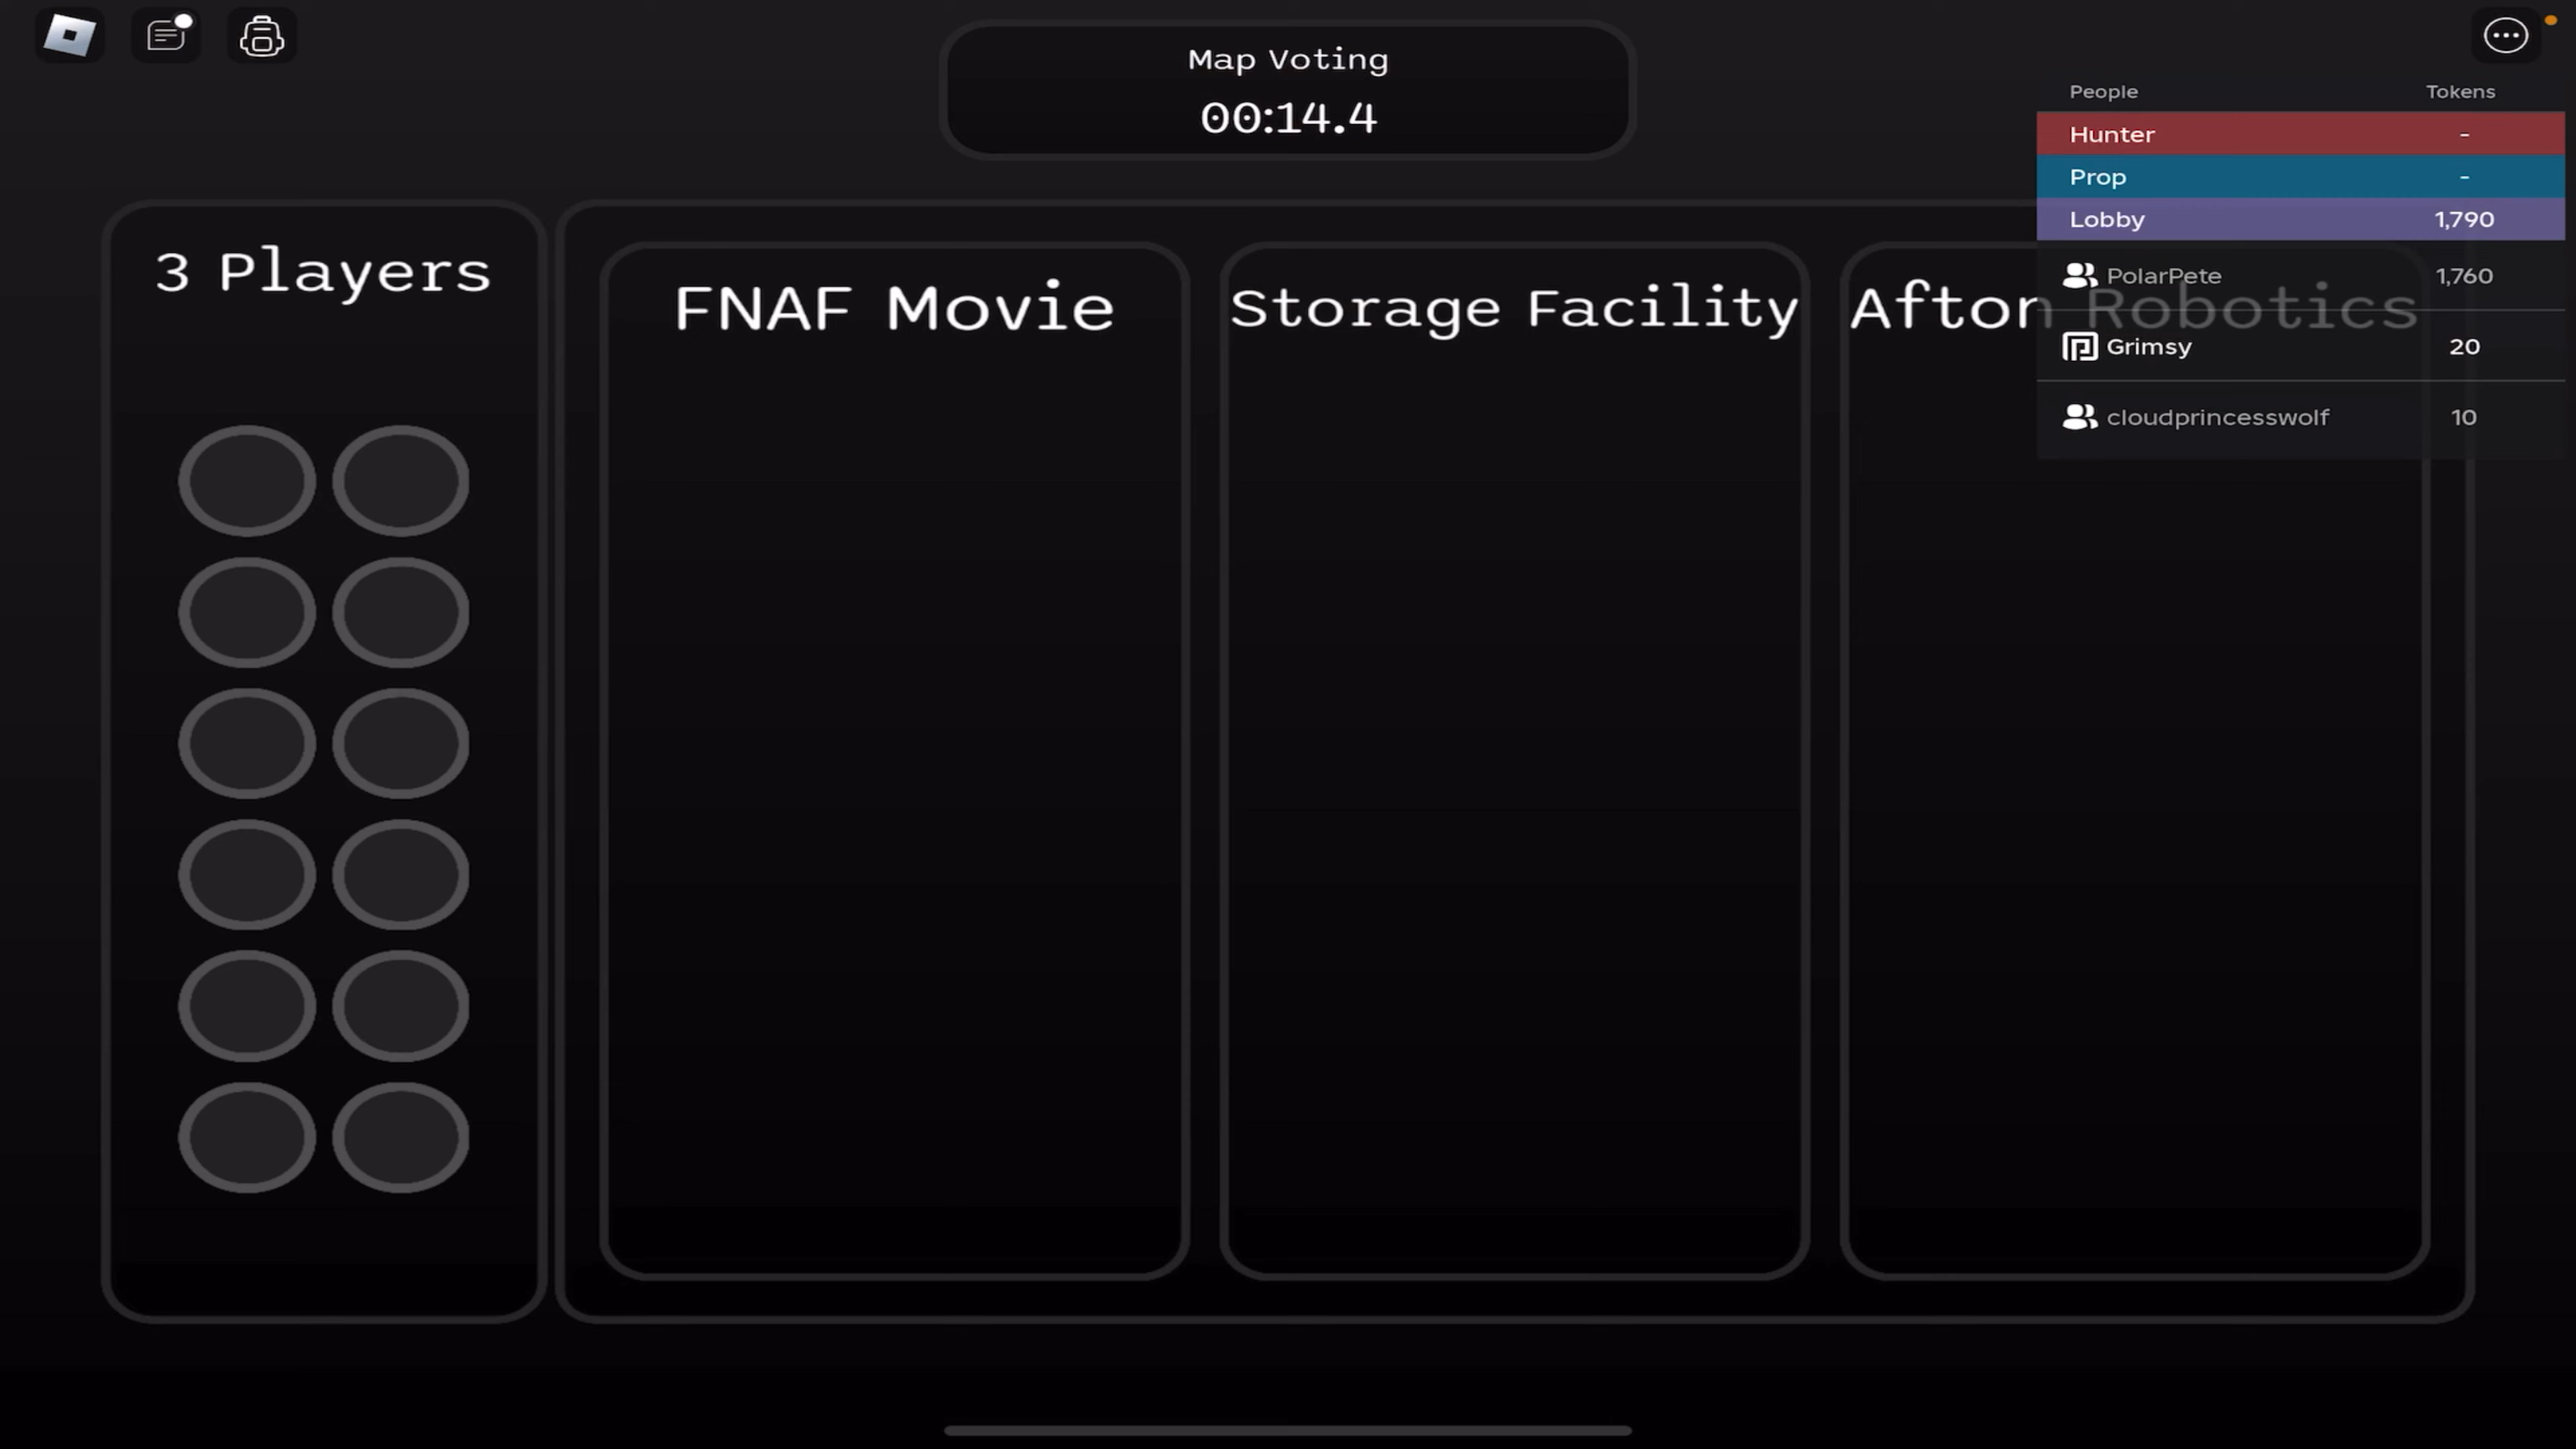 Map Voting
00:14.4
People Tokens
Hunter -
Prop -
Lobby 1,790
PolarPete 1,760
Grimsy 20
cloudprincesswolf 10
3 Players
FNAF Movie
Storage Facility
Afton Robotics